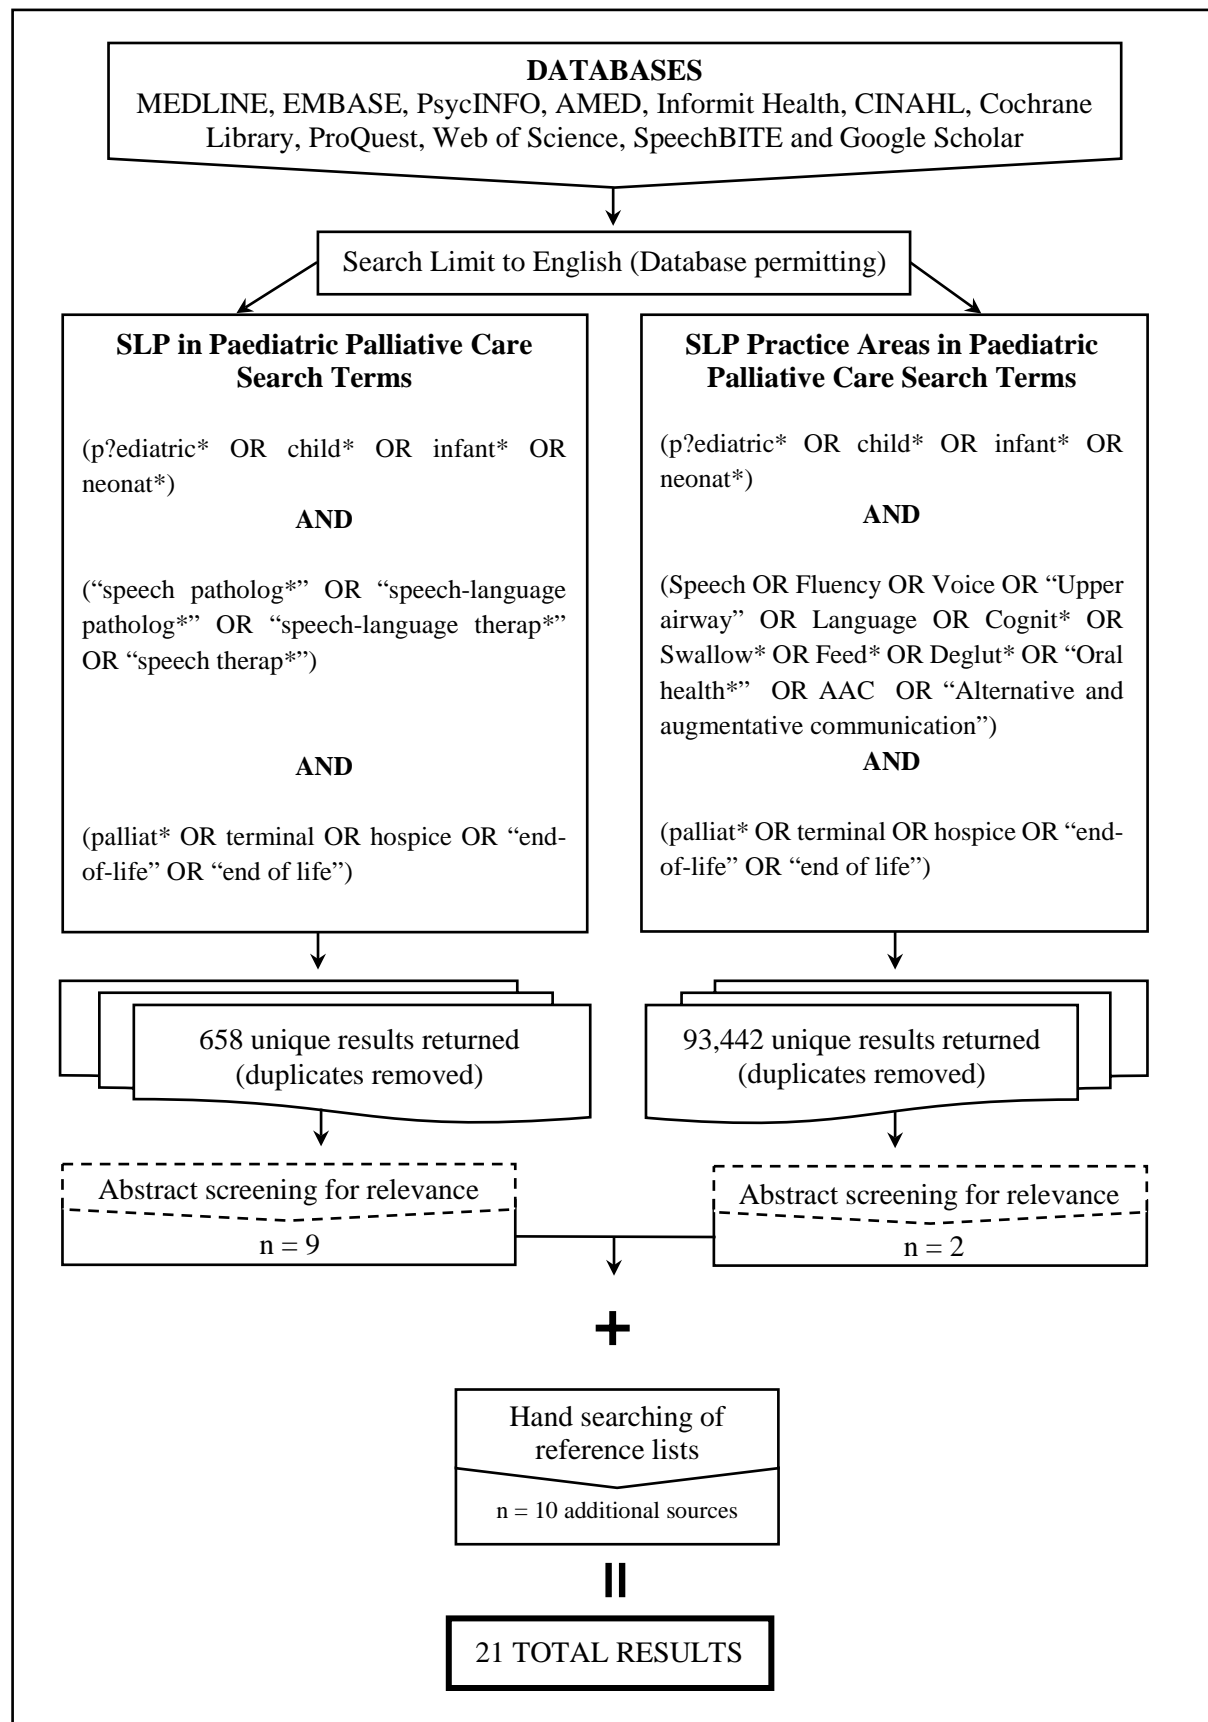 DATABASES
MEDLINE, EMBASE, PsycINFO, AMED, Informit Health, CINAHL, Cochrane
Library, ProQuest, Web of Science, SpeechBITE and Google Scholar
Search Limit to English (Database permitting)
SLP in Paediatric Palliative Care
Search Terms
(p?ediatric* OR child* OR infant* OR
neonat*)
AND
(“speech patholog*” OR “speech-language
patholog*” OR “speech-language therap*”
OR “speech therap*”)
AND
(palliat* OR terminal OR hospice OR “end-
of-life” OR “end of life”)
SLP Practice Areas in Paediatric
Palliative Care Search Terms
(p?ediatric* OR child* OR infant* OR
neonat*)
AND
(Speech OR Fluency OR Voice OR “Upper
airway” OR Language OR Cognit* OR
Swallow* OR Feed* OR Deglut* OR “Oral
health*” OR AAC OR “Alternative and
augmentative communication”)
AND
(palliat* OR terminal OR hospice OR “end-
of-life” OR “end of life”)
658 unique results returned
(duplicates removed)
93,442 unique results returned
(duplicates removed)
Abstract screening for relevance
n = 9
Abstract screening for relevance
n = 2
+
Hand searching of
reference lists
n = 10 additional sources
=
21 TOTAL RESULTS